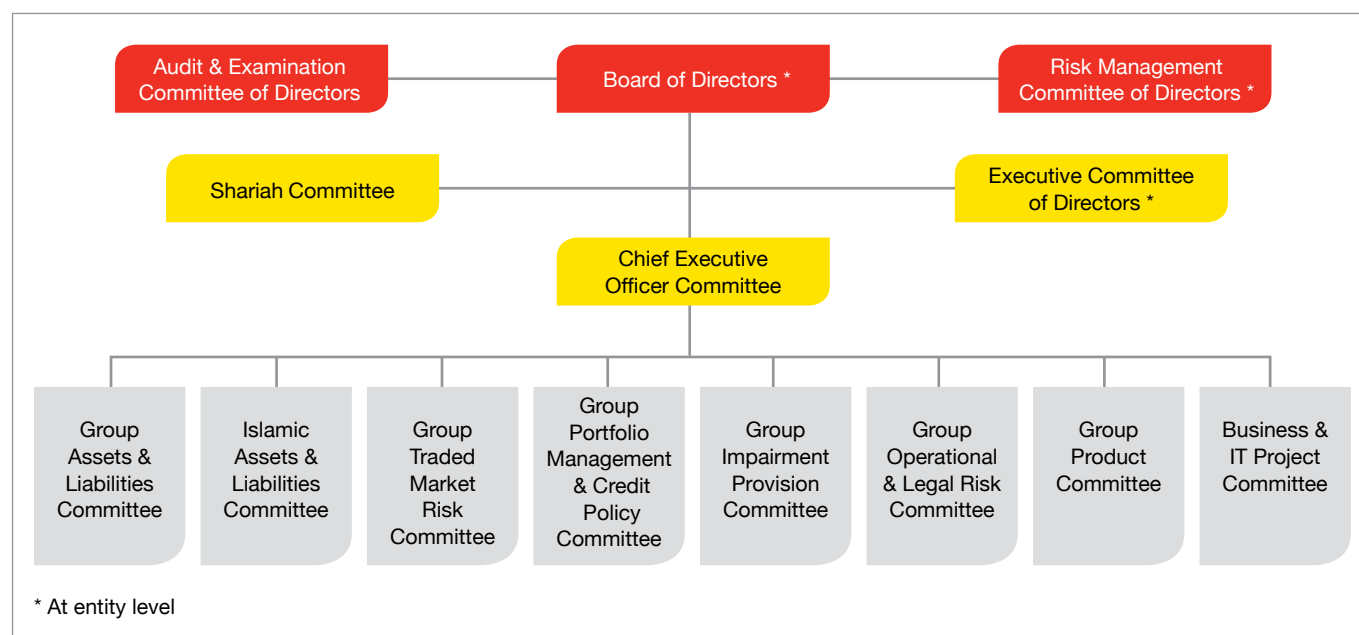 Audit & Examination
Committee of Directors
Board of Directors *
Risk Management
Committee of Directors *
Shariah Committee
Executive Committee
of Directors *
Chief Executive
Officer Committee
Group
Assets &
Liabilities
Committee
Islamic
Assets &
Liabilities
Committee
Group
Traded
Market
Risk
Committee
Group
Portfolio
Management
& Credit
Policy
Committee
Group
Impairment
Provision
Committee
Group
Operational
& Legal Risk
Committee
Group
Product
Committee
Business &
IT Project
Committee
* At entity level